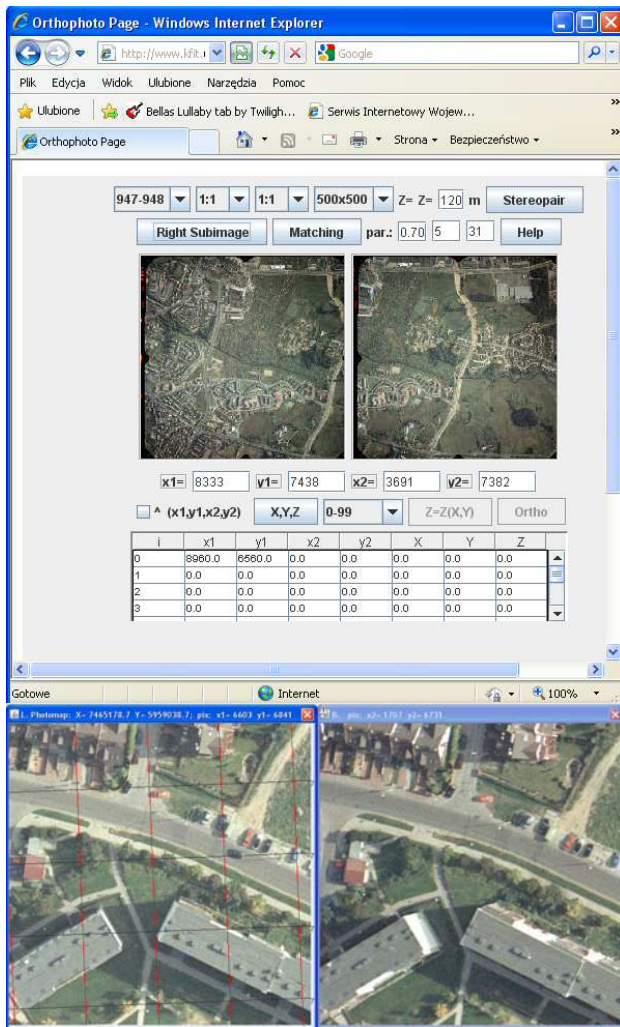 Orthophoto Page - Windows Internet Explorer
http://www.kfit. Google
Plik Edycja Widok Ulubione Narzędzia Pomoc
Ulubione Bellas Lullaby tab by Twiligh... Serwis Internetowy Wojew... »
Orthophoto Page Strona Bezpieczeństwo »
947-948 1:1 1:1 500x500 Z= Z= 120 m Stereopair
Right Subimage Matching par.: 0.70 5 31 Help
x1= 8333 y1= 7438 x2= 3691 y2= 7382
^ (x1,y1,x2,y2) X,Y,Z 0-99 Z=Z(X,Y) Ortho
i x1 y1 x2 y2 X Y Z
0 8960.0 6560.0 0.0 0.0 0.0 0.0 0.0
1 0.0 0.0 0.0 0.0 0.0 0.0 0.0
2 0.0 0.0 0.0 0.0 0.0 0.0 0.0
3 0.0 0.0 0.0 0.0 0.0 0.0 0.0
Gotowe Internet 100%
L. Photomap: X= 7465178.7 Y= 5959038.7; pix: x1= 6603 y1= 6841
R. pix: x2= 1767 y2= 6731